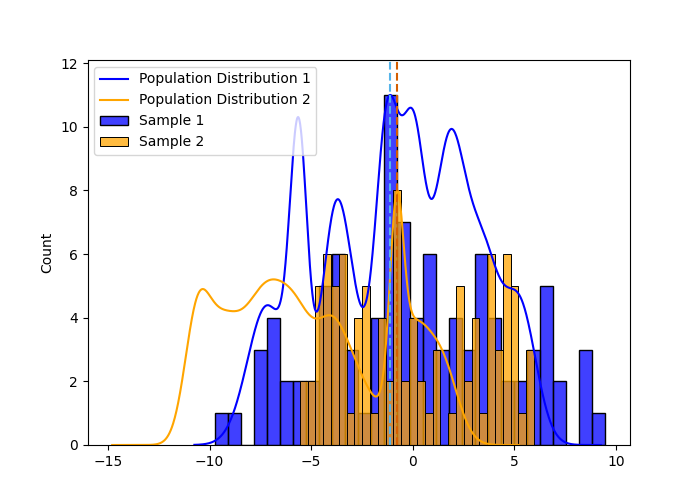 12
10
8
6
4
2
0
Count
Population Distribution 1
Population Distribution 2
Sample 1
Sample 2
−15 −10 −5 0 5 10